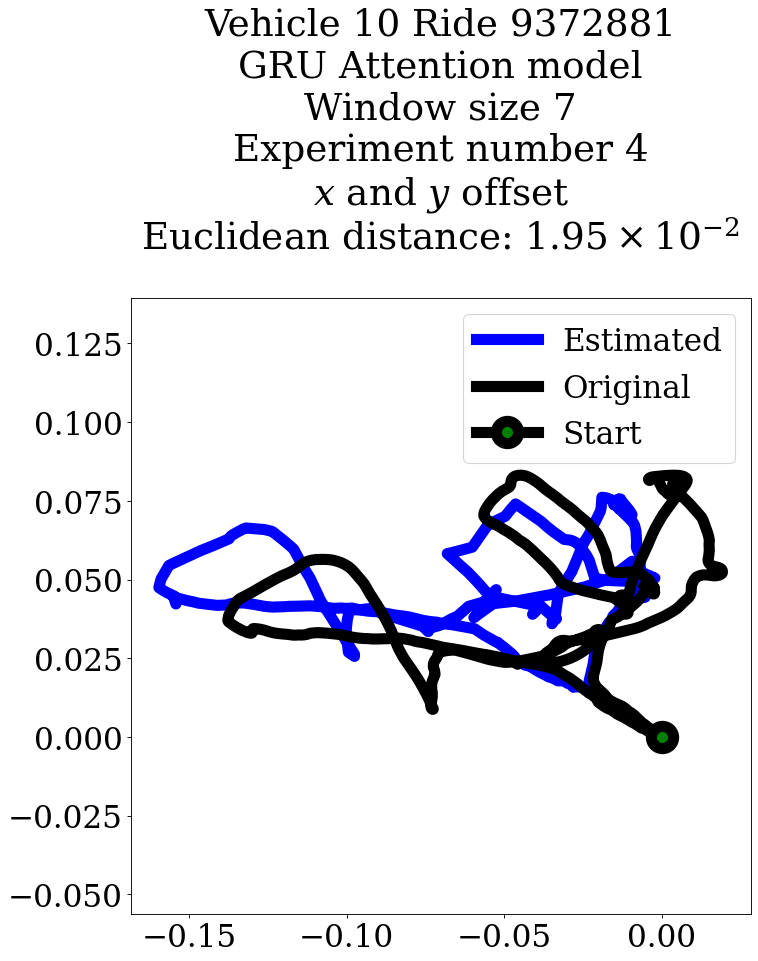 Vehicle 10 Ride 9372881
GRU Attention model
Window size 7
Experiment number 4
x and y offset
Euclidean distance: 1.95 × 10⁻²
Estimated
Original
Start
0.125
0.100
0.075
0.050
0.025
0.000
−0.025
−0.050
−0.15 −0.10 −0.05 0.00